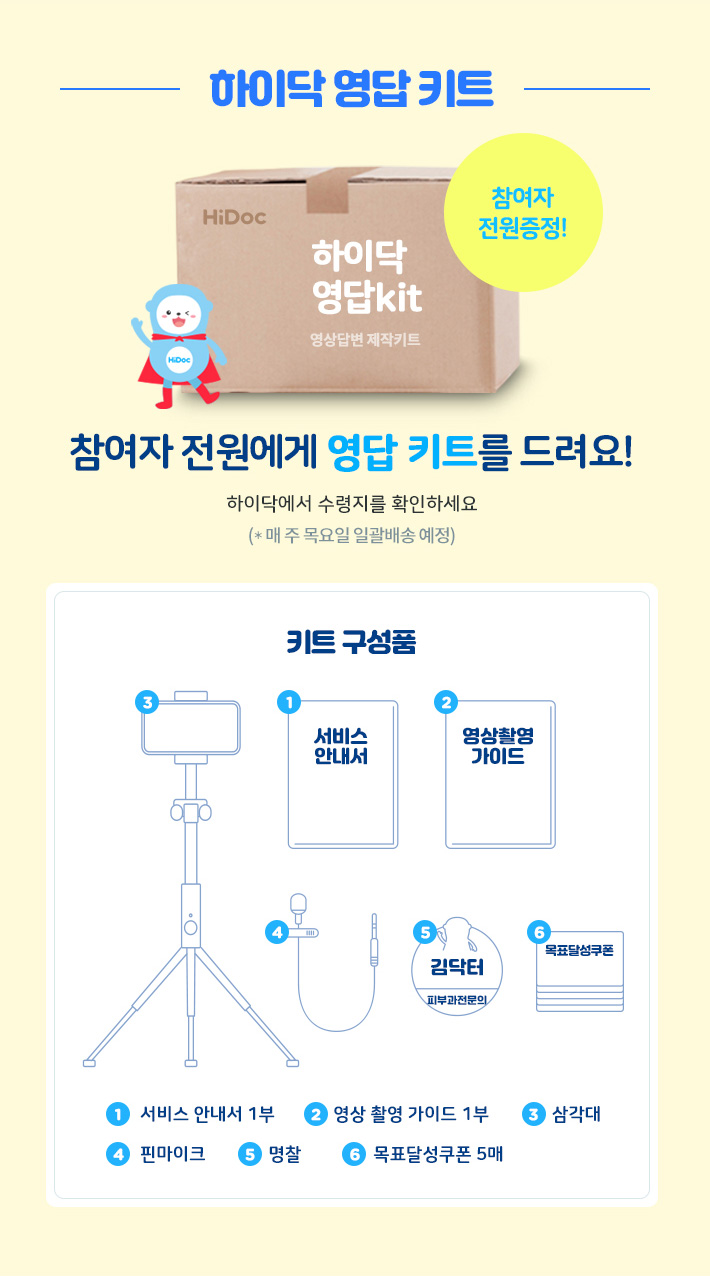 하이닥 영답 키트
참여자
전원증정!
HiDoc
하이닥
영답kit
영상답변 제작키트
HiDoc
참여자 전원에게 영답 키트를 드려요!
하이닥에서 수령지를 확인하세요
(* 매 주 목요일 일괄배송 예정)
키트 구성품
3
1
서비스
안내서
2
영상촬영
가이드
4
5
김닥터
피부과전문의
6
목표달성쿠폰
1 서비스 안내서 1부
2 영상 촬영 가이드 1부
3 삼각대
4 핀마이크
5 명찰
6 목표달성쿠폰 5매